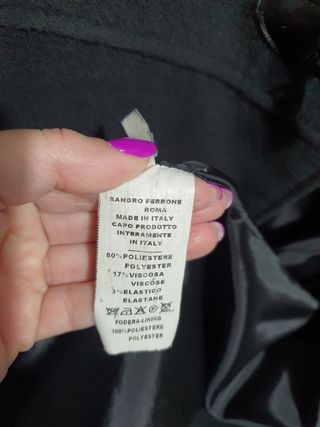 SANDRO FERRONE
ROMA
MADE IN ITALY
CAPO PRODOTTO
INTERAMENTE
IN ITALY
80%POLIESTERE
POLYESTER
17%VISCOSA
VISCOSE
3%ELASTICO
ELASTANE
FODERA-LINING
100%POLIESTERE
POLYESTER